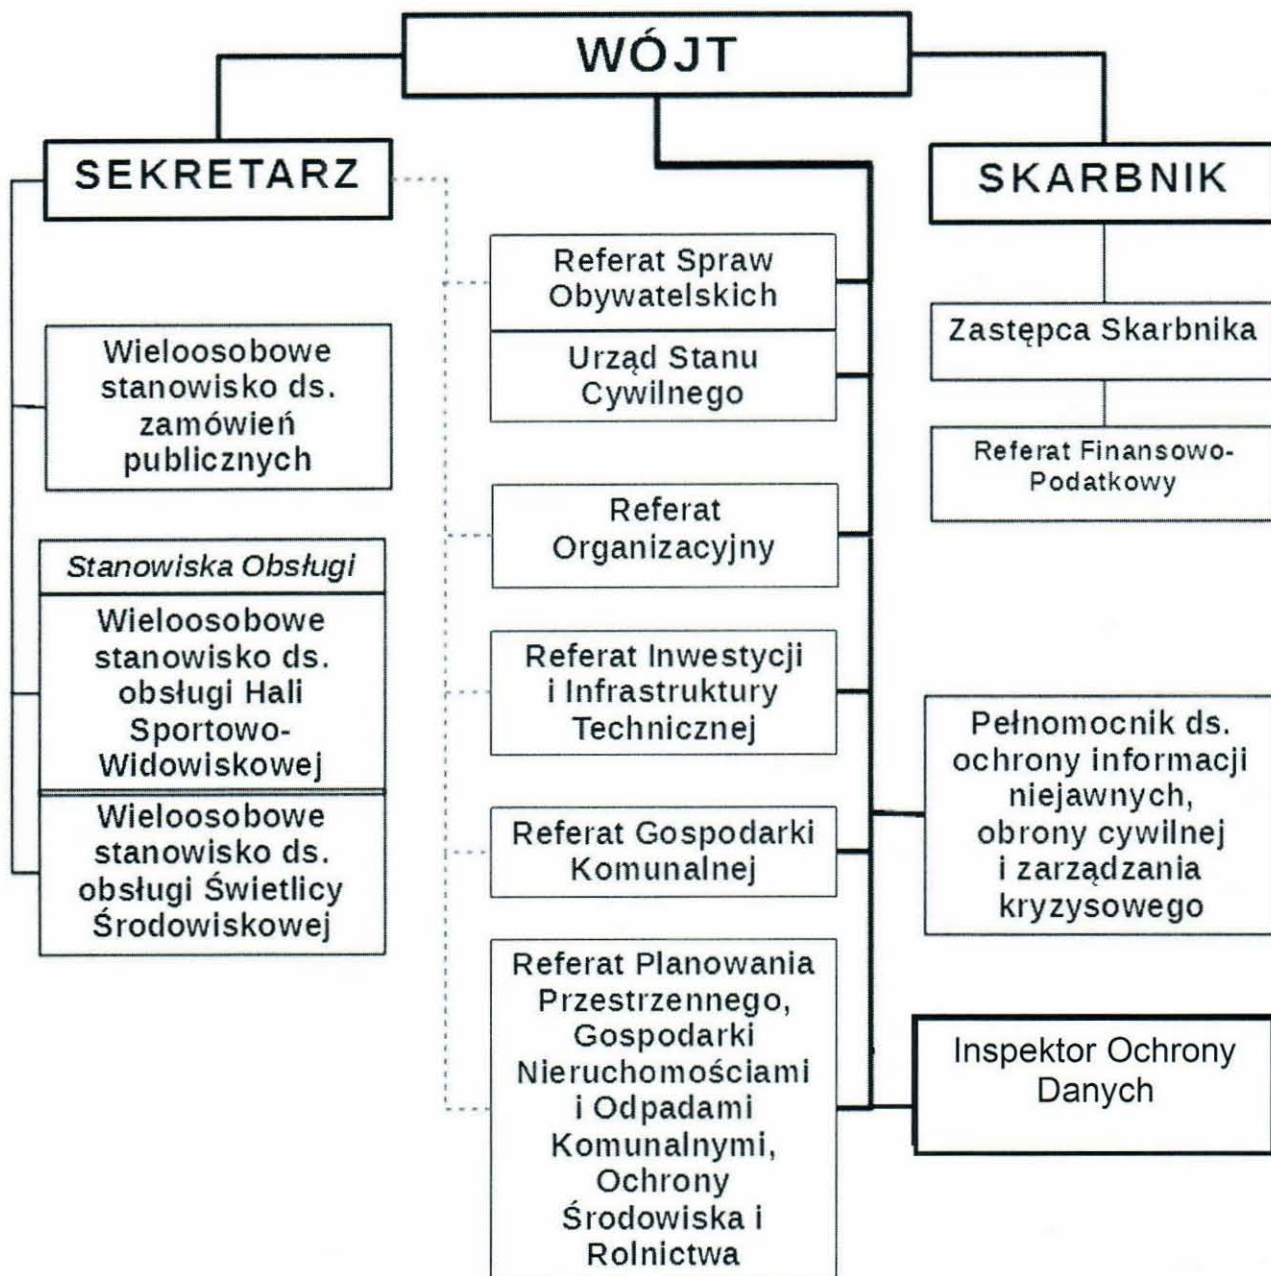 WÓJT
SEKRETARZ
SKARBNIK
Wieloosobowe
stanowisko ds.
zamówień
publicznych
Stanowiska Obsługi
Wieloosobowe
stanowisko ds.
obsługi Hali
Sportowo-
Widowiskowej
Wieloosobowe
stanowisko ds.
obsługi Świetlicy
Środowiskowej
Referat Spraw
Obywatelskich
Urząd Stanu
Cywilnego
Referat
Organizacyjny
Referat Inwestycji
i Infrastruktury
Technicznej
Referat Gospodarki
Komunalnej
Referat Planowania
Przestrzennego,
Gospodarki
Nieruchomościami
i Odpadami
Komunalnymi,
Ochrony
Środowiska i
Rolnictwa
Zastępca Skarbnika
Referat Finansowo-
Podatkowy
Pełnomocnik ds.
ochrony informacji
niejawnych,
obrony cywilnej
i zarządzania
kryzysowego
Inspektor Ochrony
Danych